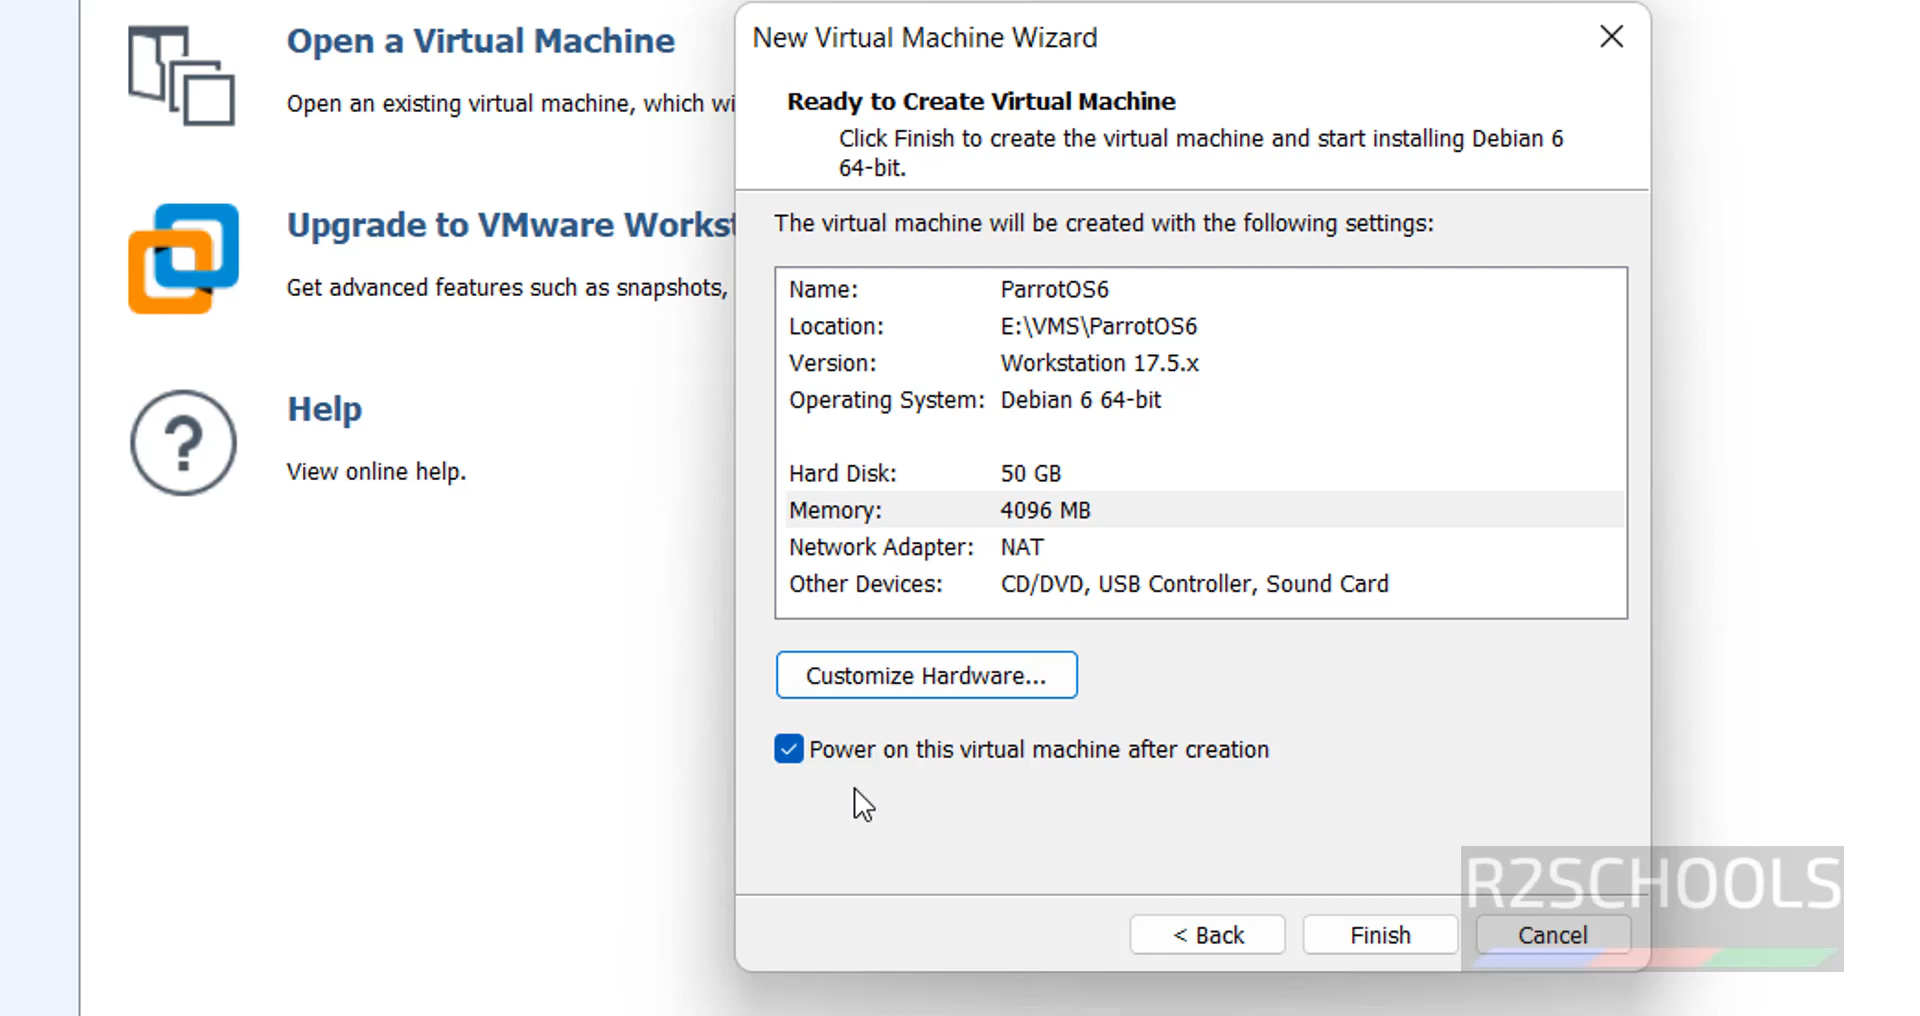 Open a Virtual Machine
Open an existing virtual machine, which wi
Upgrade to VMware Workst
Get advanced features such as snapshots,
Help
View online help.
New Virtual Machine Wizard
Ready to Create Virtual Machine
Click Finish to create the virtual machine and start installing Debian 6
64-bit.
The virtual machine will be created with the following settings:
Name: ParrotOS6
Location: E:\VMS\ParrotOS6
Version: Workstation 17.5.x
Operating System: Debian 6 64-bit
Hard Disk: 50 GB
Memory: 4096 MB
Network Adapter: NAT
Other Devices: CD/DVD, USB Controller, Sound Card
Customize Hardware...
Power on this virtual machine after creation
R2SCHOOLS
< Back Finish Cancel